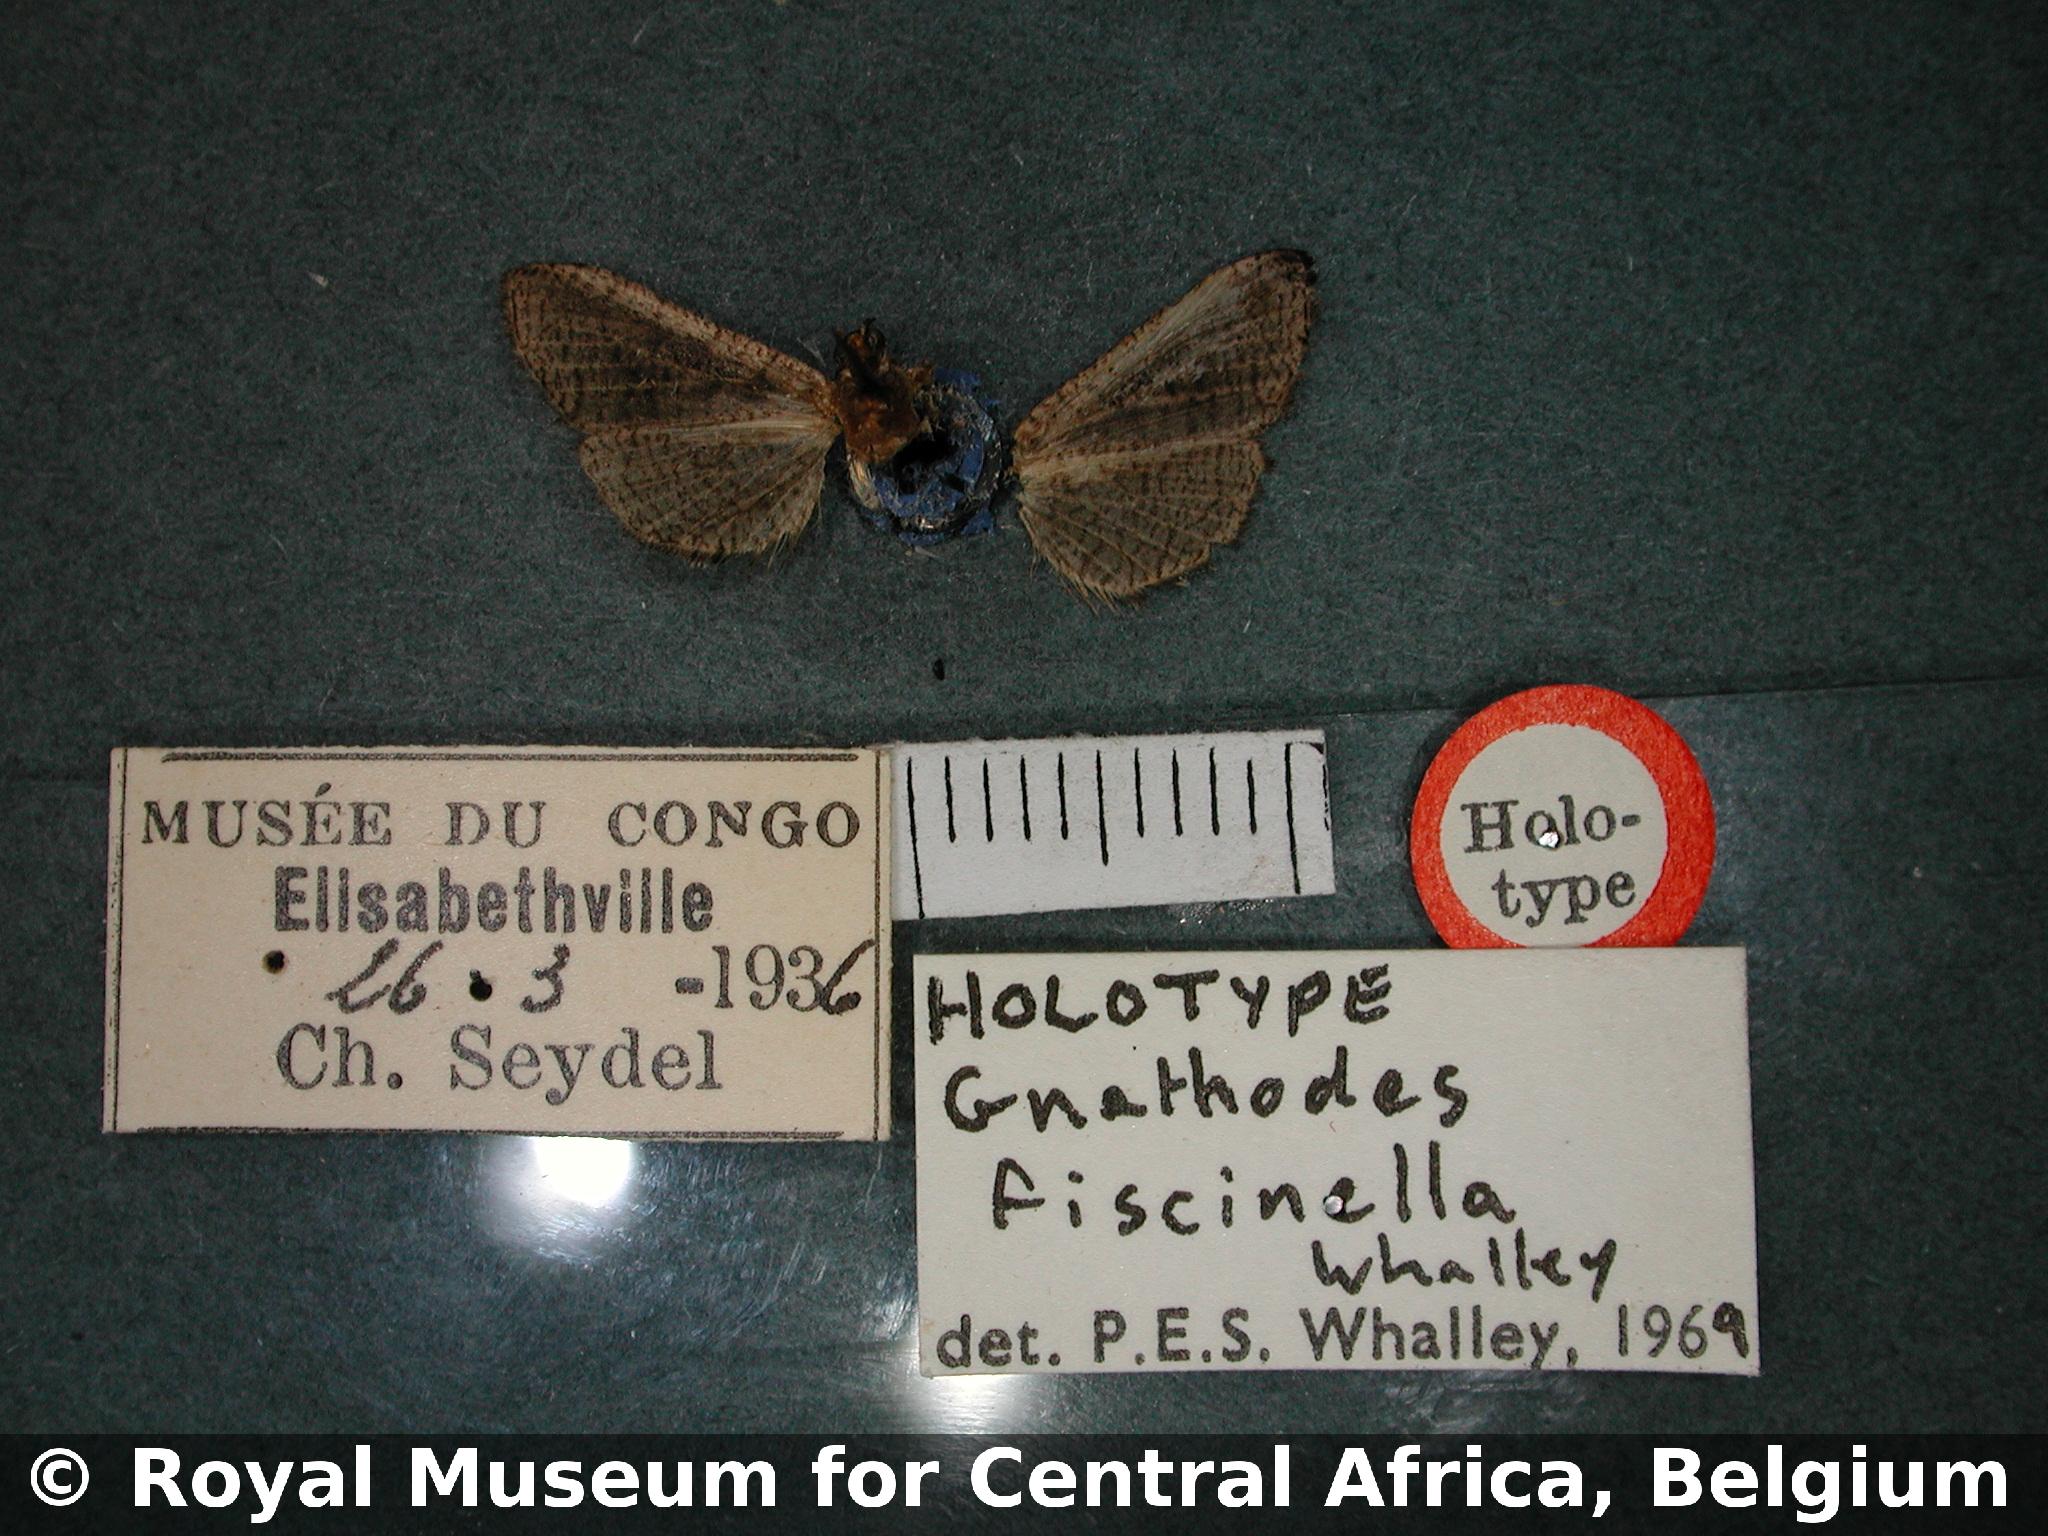 MUSÉE DU CONGO
Elisabethville
26.3 -1936
Ch. Seydel
Holo-
type
HOLOTYPE
Gnathodes
fiscinella
Whalley
det. P.E.S. Whalley, 1969
© Royal Museum for Central Africa, Belgium